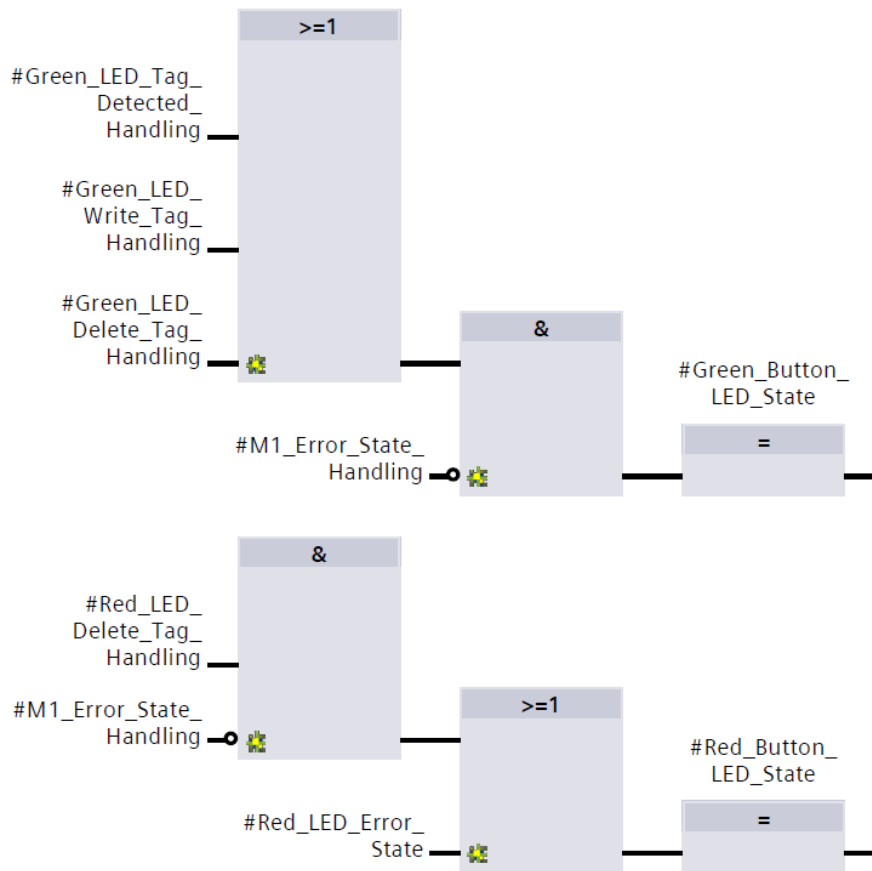 >=1
#Green_LED_Tag_
Detected_
Handling
#Green_LED_
Write_Tag_
Handling
#Green_LED_
Delete_Tag_
Handling
&
#M1_Error_State_
Handling
#Green_Button_
LED_State
=
&
#Red_LED_
Delete_Tag_
Handling
#M1_Error_State_
Handling
>=1
#Red_LED_Error_
State
#Red_Button_
LED_State
=